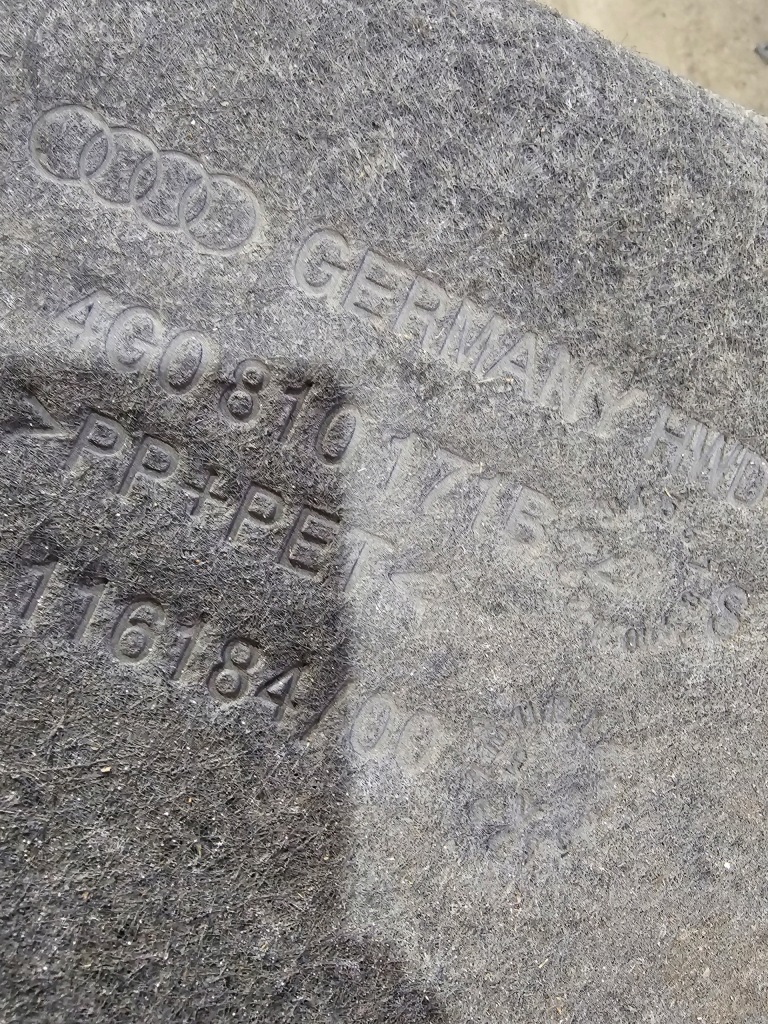 GERMANY HWD
4G0 810 171B
>PP+PET<
116184/00